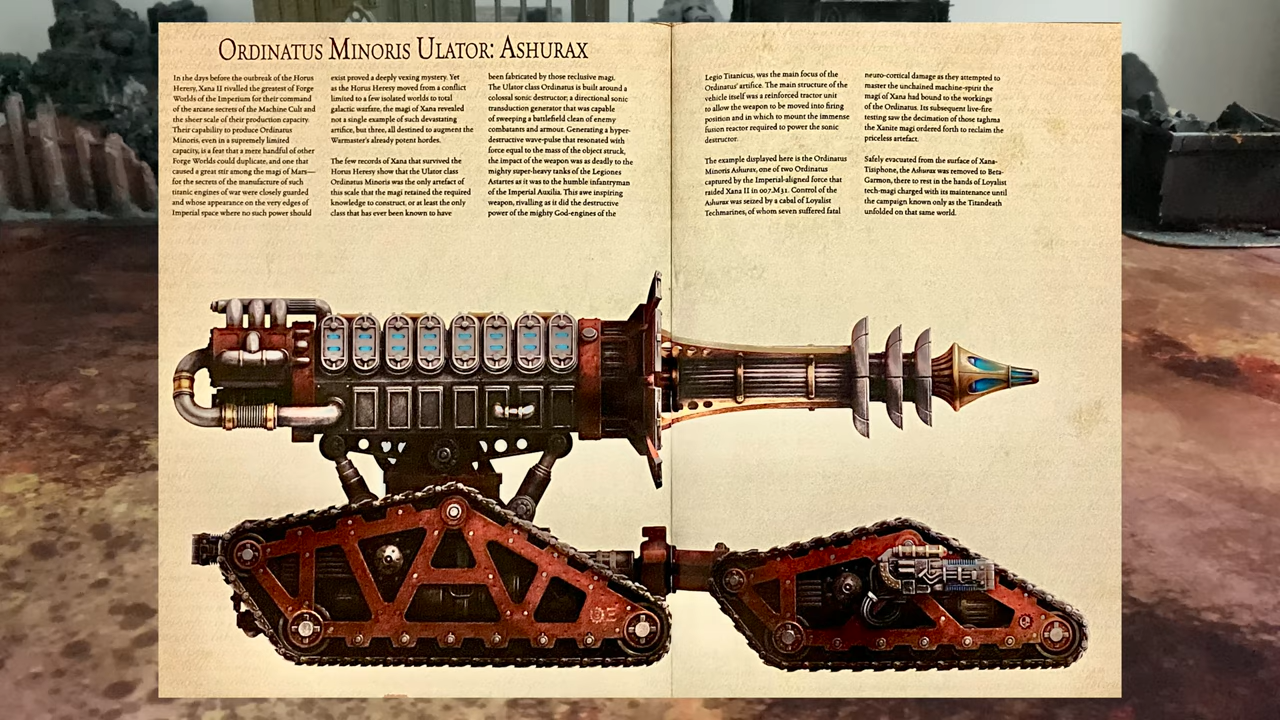 Ordinatus Minoris Ulator: Ashurax
In the days before the outbreak of the Horus
Heresy, Xana II rivalled the greatest of Forge
Worlds of the Imperium for their command
of the arcane secrets of the Machine Cult and
the sheer scale of their production capacity.
Their capability to produce Ordinatus
Minoris, even in a supremely limited
capacity, is a feat that a mere handful of other
Forge Worlds could duplicate, and one that
caused a great stir among the magi of Mars—
for the secrets of the manufacture of such
titanic engines of war were closely guarded
and whose appearance on the very edges of
Imperial space where no such power should
exist proved a deeply vexing mystery. Yet
as the Horus Heresy moved from a conflict
limited to a few isolated worlds to total
galactic warfare, the magi of Xana revealed
not a single example of such devastating
artifice, but three, all destined to augment the
Warmaster's already potent hordes.
The few records of Xana that survived the
Horus Heresy show that the Ulator class
Ordinatus Minoris was the only artefact of
this scale that the magi retained the required
knowledge to construct, or at least the only
class that has ever been known to have
been fabricated by those reclusive magi.
The Ulator class Ordinatus is built around a
colossal sonic destructor; a directional sonic
transduction generator that was capable
of sweeping a battlefield clean of enemy
combatants and armour. Generating a hyper-
destructive wave-pulse that resonated with
force equal to the mass of the object struck,
the impact of the weapon was as deadly to the
mighty super-heavy tanks of the Legiones
Astartes as it was to the humble infantryman
of the Imperial Auxilia. This awe inspiring
weapon, rivalling as it did the destructive
power of the mighty God-engines of the
Legio Titanicus, was the main focus of the
Ordinatus' artifice. The main structure of the
vehicle itself was a reinforced tractor unit
to allow the weapon to be moved into firing
position and in which to mount the immense
fusion reactor required to power the sonic
destructor.
The example displayed here is the Ordinatus
Minoris Ashurax, one of two Ordinatus
captured by the Imperial-aligned force that
raided Xana II in 007.M31. Control of the
Ashurax was seized by a cabal of Loyalist
Techmarines, of whom seven suffered fatal
neuro-cortical damage as they attempted to
master the unchained machine-spirit the
magi of Xana had bound to the workings
of the Ordinatus. Its subsequent live-fire
testing saw the decimation of those taghma
the Xanite magi ordered forth to reclaim the
priceless artefact.
Safely evacuated from the surface of Xana-
Tisiphone, the Ashurax was removed to Beta-
Garmon, there to rest in the hands of Loyalist
tech-magi charged with its maintenance until
the campaign known only as the Titandeath
unfolded on that same world.